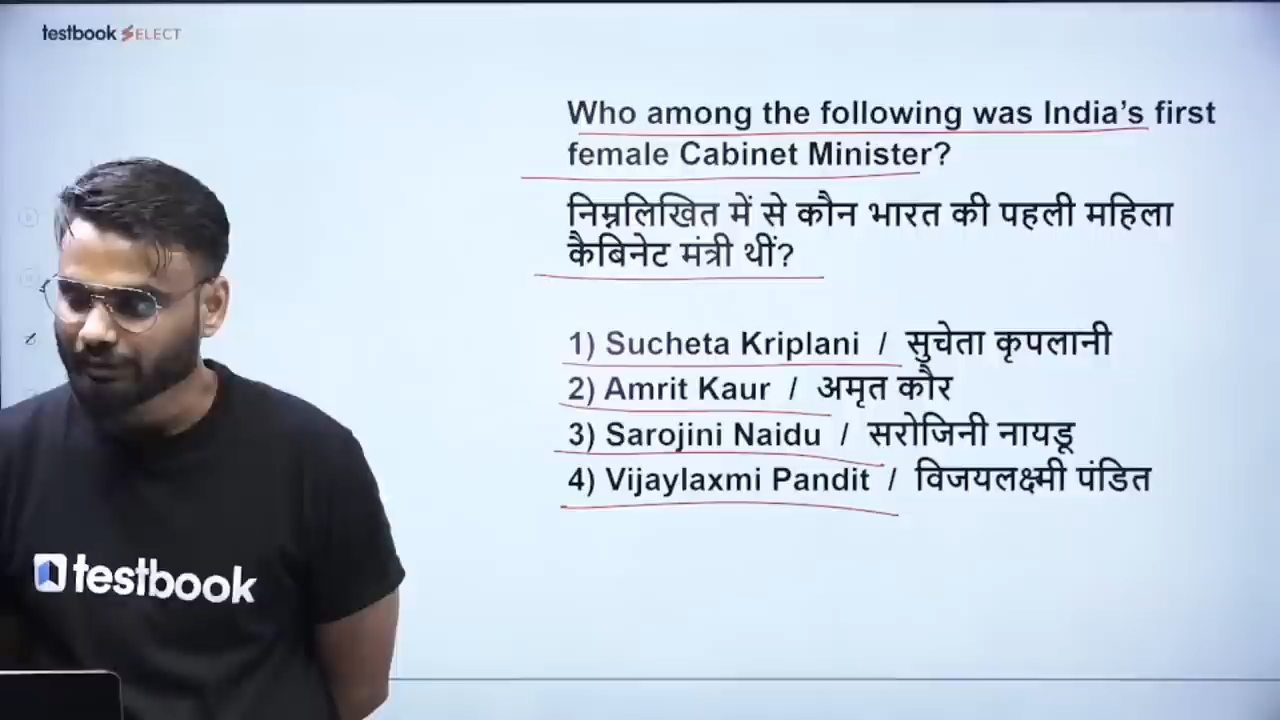 testbook SELECT
Who among the following was India's first
female Cabinet Minister?
निम्नलिखित में से कौन भारत की पहली महिला
कैबिनेट मंत्री थीं?
1) Sucheta Kriplani / सुचेता कृपलानी
2) Amrit Kaur / अमृत कौर
3) Sarojini Naidu / सरोजिनी नायडू
4) Vijaylaxmi Pandit / विजयलक्ष्मी पंडित
testbook